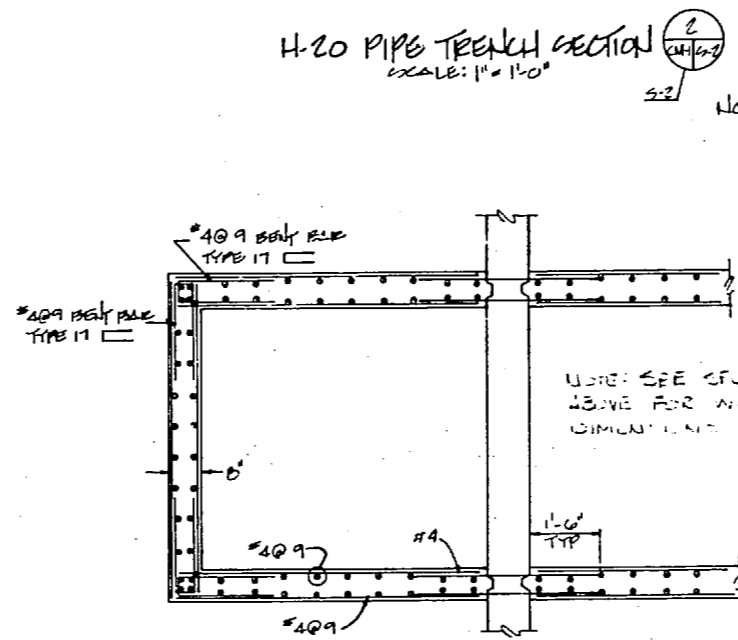 H-20 PIPE TRENCH SECTION
SCALE: 1" = 1'-0"
2
S-2
S-2
#4@9 BENT BAR
TYPE 17
#4@9 BENT BAR
TYPE 17
NOTE: SEE
ABOVE FOR
8"
1'-6"
TYP
#4@9
#4
#4@9